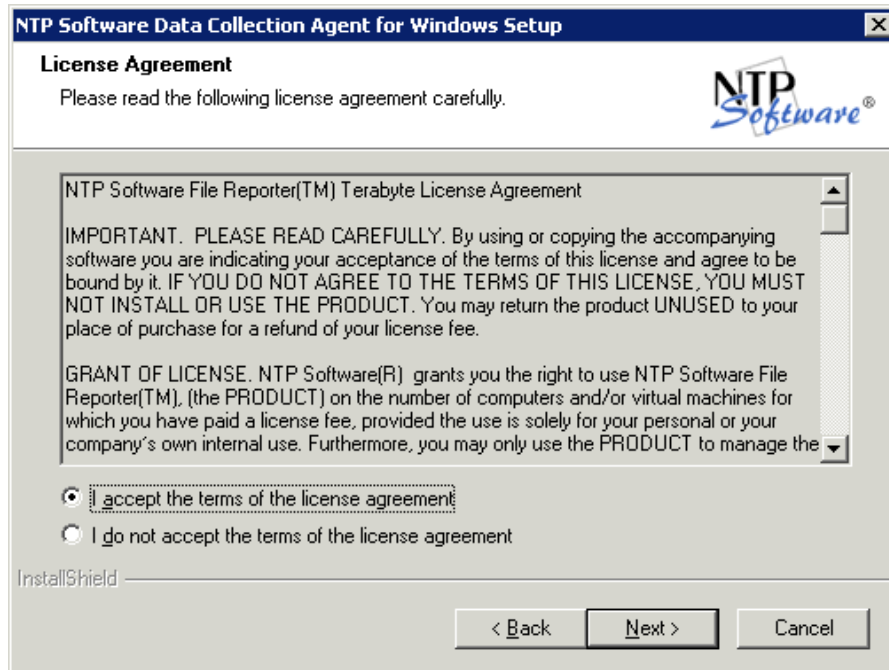 NTP Software Data Collection Agent for Windows Setup
License Agreement
Please read the following license agreement carefully.
NTP
Software®
NTP Software File Reporter(TM) Terabyte License Agreement
IMPORTANT.  PLEASE READ CAREFULLY. By using or copying the accompanying
software you are indicating your acceptance of the terms of this license and agree to be
bound by it. IF YOU DO NOT AGREE TO THE TERMS OF THIS LICENSE, YOU MUST
NOT INSTALL OR USE THE PRODUCT. You may return the product UNUSED to your
place of purchase for a refund of your license fee.
GRANT OF LICENSE. NTP Software(R)  grants you the right to use NTP Software File
Reporter(TM), (the PRODUCT) on the number of computers and/or virtual machines for
which you have paid a license fee, provided the use is solely for your personal or your
company's own internal use. Furthermore, you may only use the PRODUCT to manage the
I accept the terms of the license agreement
I do not accept the terms of the license agreement
InstallShield
< Back
Next >
Cancel